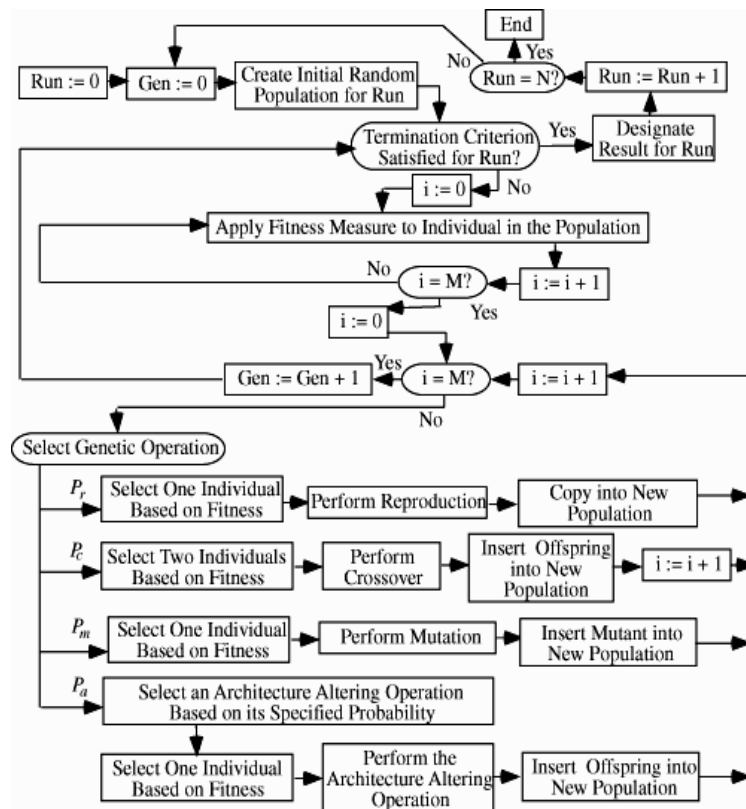 End
No
Yes
Run := 0
Gen := 0
Create Initial Random
Population for Run
Run = N?
Run := Run + 1
Termination Criterion
Satisfied for Run?
Yes
Designate
Result for Run
No
i := 0
Apply Fitness Measure to Individual in the Population
No
i = M?
i := i + 1
Yes
i := 0
Gen := Gen + 1
Yes
i = M?
i := i + 1
No
Select Genetic Operation
Pr
Select One Individual
Based on Fitness
Perform Reproduction
Copy into New
Population
Pc
Select Two Individuals
Based on Fitness
Perform
Crossover
Insert Offspring
into New
Population
i := i + 1
Pm
Select One Individual
Based on Fitness
Perform Mutation
Insert Mutant into
New Population
Pa
Select an Architecture Altering Operation
Based on its Specified Probability
Select One Individual
Based on Fitness
Perform the
Architecture Altering
Operation
Insert Offspring into
New Population